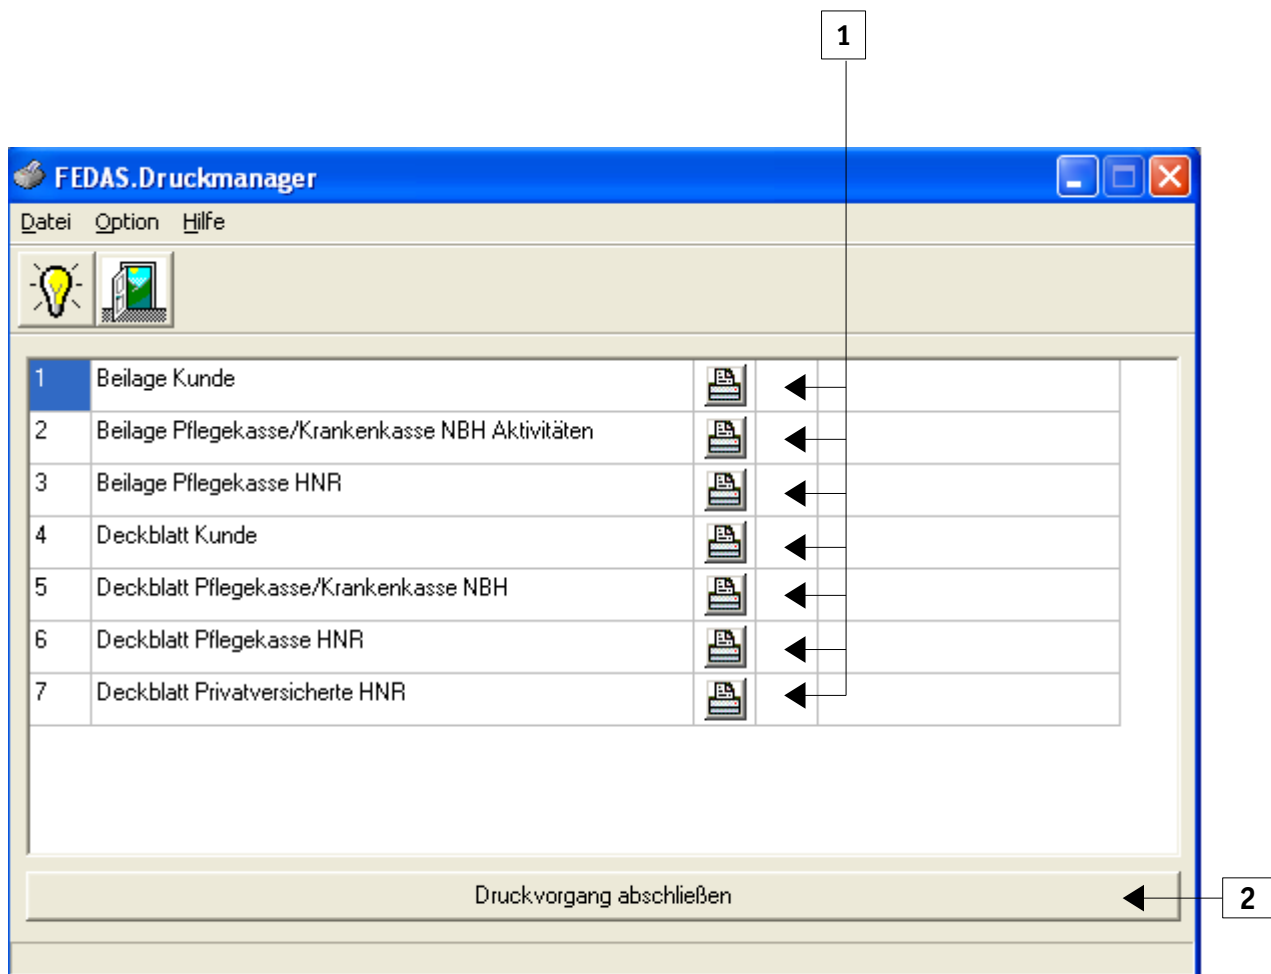 1
FEDAS.Druckmanager
Datei Option Hilfe
1 Beilage Kunde
2 Beilage Pflegekasse/Krankenkasse NBH Aktivitäten
3 Beilage Pflegekasse HNR
4 Deckblatt Kunde
5 Deckblatt Pflegekasse/Krankenkasse NBH
6 Deckblatt Pflegekasse HNR
7 Deckblatt Privatversicherte HNR
Druckvorgang abschließen
2